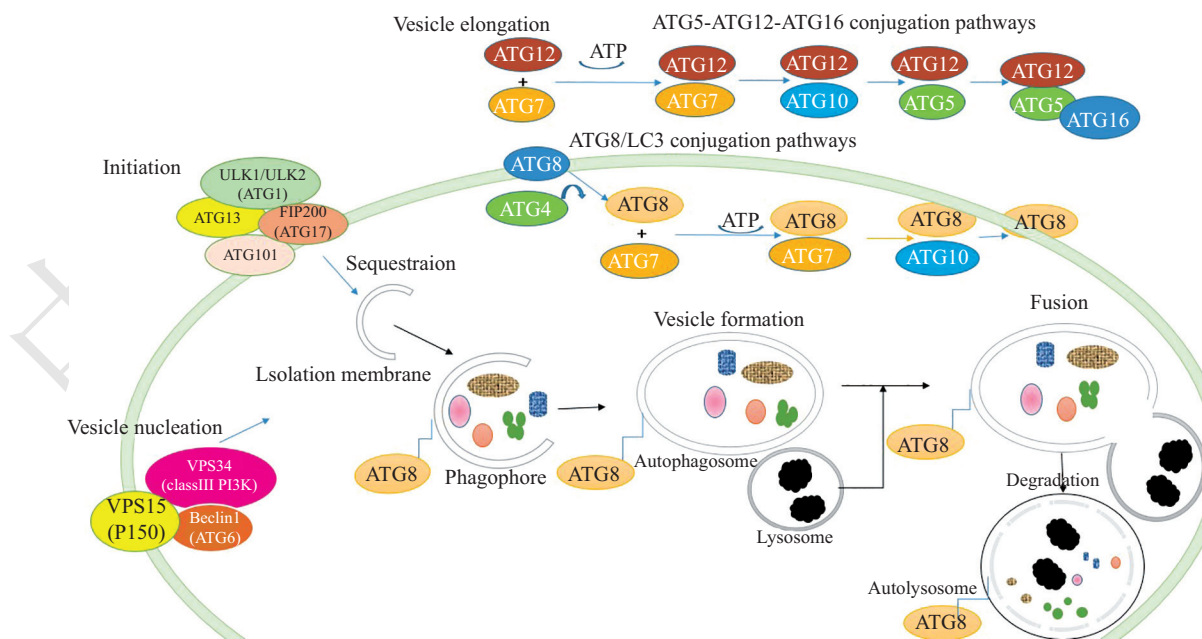 Vesicle elongation
ATG5-ATG12-ATG16 conjugation pathways
ATG12
+
ATG7
ATP
ATG12
ATG7
ATG12
ATG10
ATG12
ATG5
ATG12
ATG5
ATG16
ATG8/LC3 conjugation pathways
ATG8
ATG4
ATG8
+
ATG7
ATP
ATG8
ATG7
ATG8
ATG10
ATG8
Initiation
ULK1/ULK2
(ATG1)
ATG13
FIP200
(ATG17)
ATG101
Sequestraion
Lsolation membrane
Vesicle nucleation
VPS34
(classIII PI3K)
VPS15
(P150)
Beclin1
(ATG6)
ATG8
Phagophore
Vesicle formation
ATG8
Autophagosome
Lysosome
Fusion
ATG8
Degradation
Autolysosome
ATG8